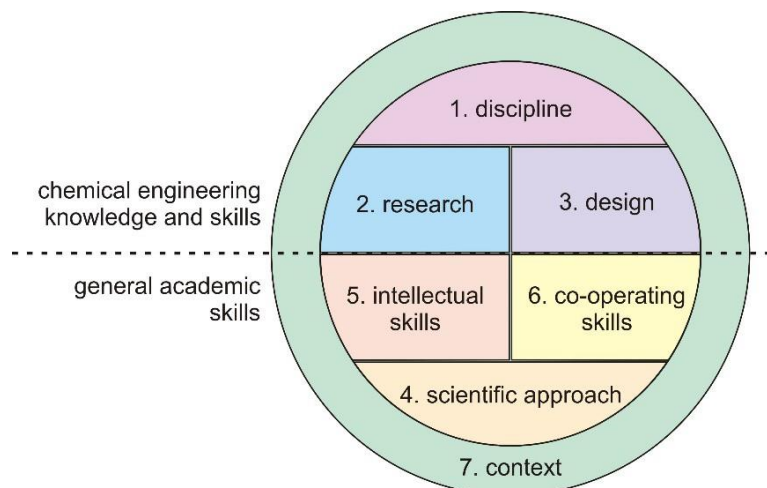 1. discipline
chemical engineering
knowledge and skills
2. research
3. design
general academic
skills
5. intellectual
skills
6. co-operating
skills
4. scientific approach
7. context